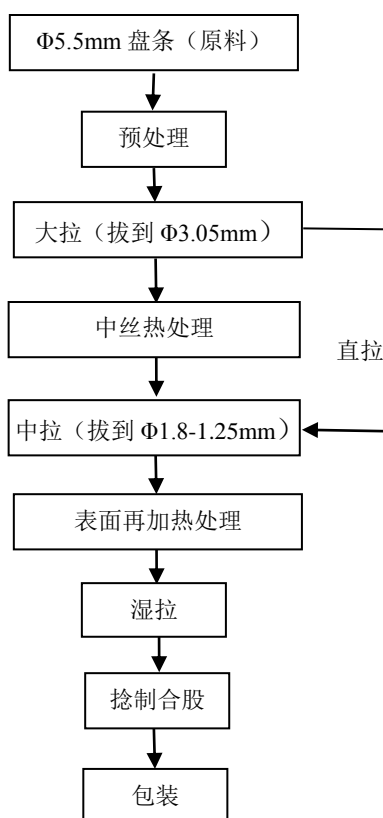 Φ5.5mm 盘条（原料）
预处理
大拉（拔到 Φ3.05mm）
中丝热处理
直拉
中拉（拔到 Φ1.8-1.25mm）
表面再加热处理
湿拉
捻制合股
包装